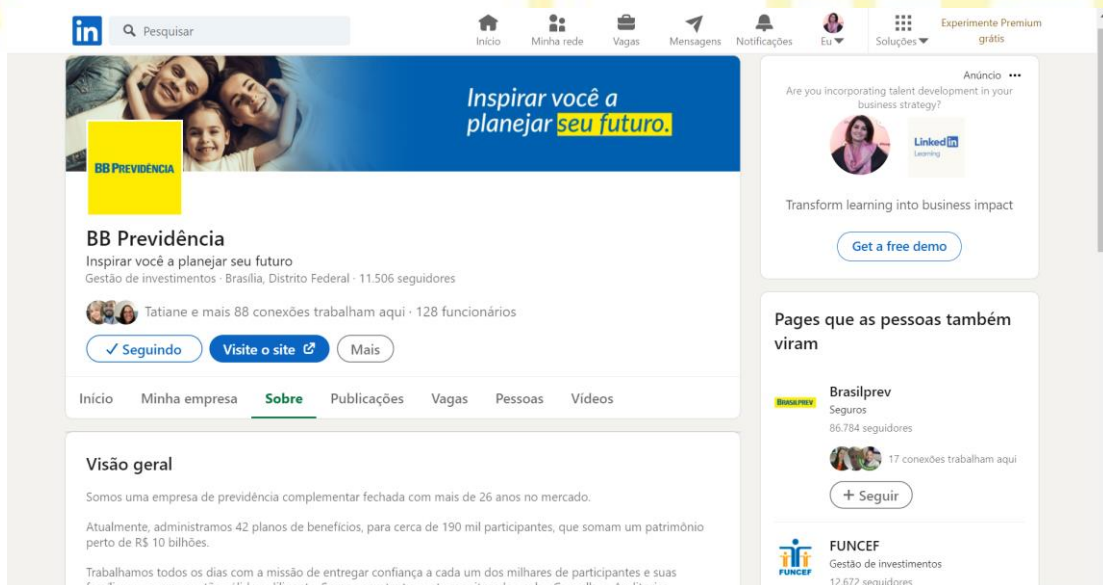 in
Pesquisar
Início
Minha rede
Vagas
Mensagens
Notificações
Eu
Soluções
Experimente Premium
grátis
Inspirar você a
planejar seu futuro.
BB PREVIDÊNCIA
BB Previdência
Inspirar você a planejar seu futuro
Gestão de investimentos · Brasília, Distrito Federal · 11.506 seguidores
Tatiane e mais 88 conexões trabalham aqui · 128 funcionários
Seguindo
Visite o site
Mais
Início
Minha empresa
Sobre
Publicações
Vagas
Pessoas
Vídeos
Visão geral
Somos uma empresa de previdência complementar fechada com mais de 26 anos no mercado.
Atualmente, administramos 42 planos de benefícios, para cerca de 190 mil participantes, que somam um patrimônio
perto de R$ 10 bilhões.
Trabalhamos todos os dias com a missão de entregar confiança a cada um dos milhares de participantes e suas
Anúncio
Are you incorporating talent development in your
business strategy?
Linked in
Learning
Transform learning into business impact
Get a free demo
Pages que as pessoas também
viram
BRASILPREV
Brasilprev
Seguros
86.784 seguidores
17 conexões trabalham aqui
+ Seguir
FUNCEF
FUNCEF
Gestão de investimentos
12.672 seguidores